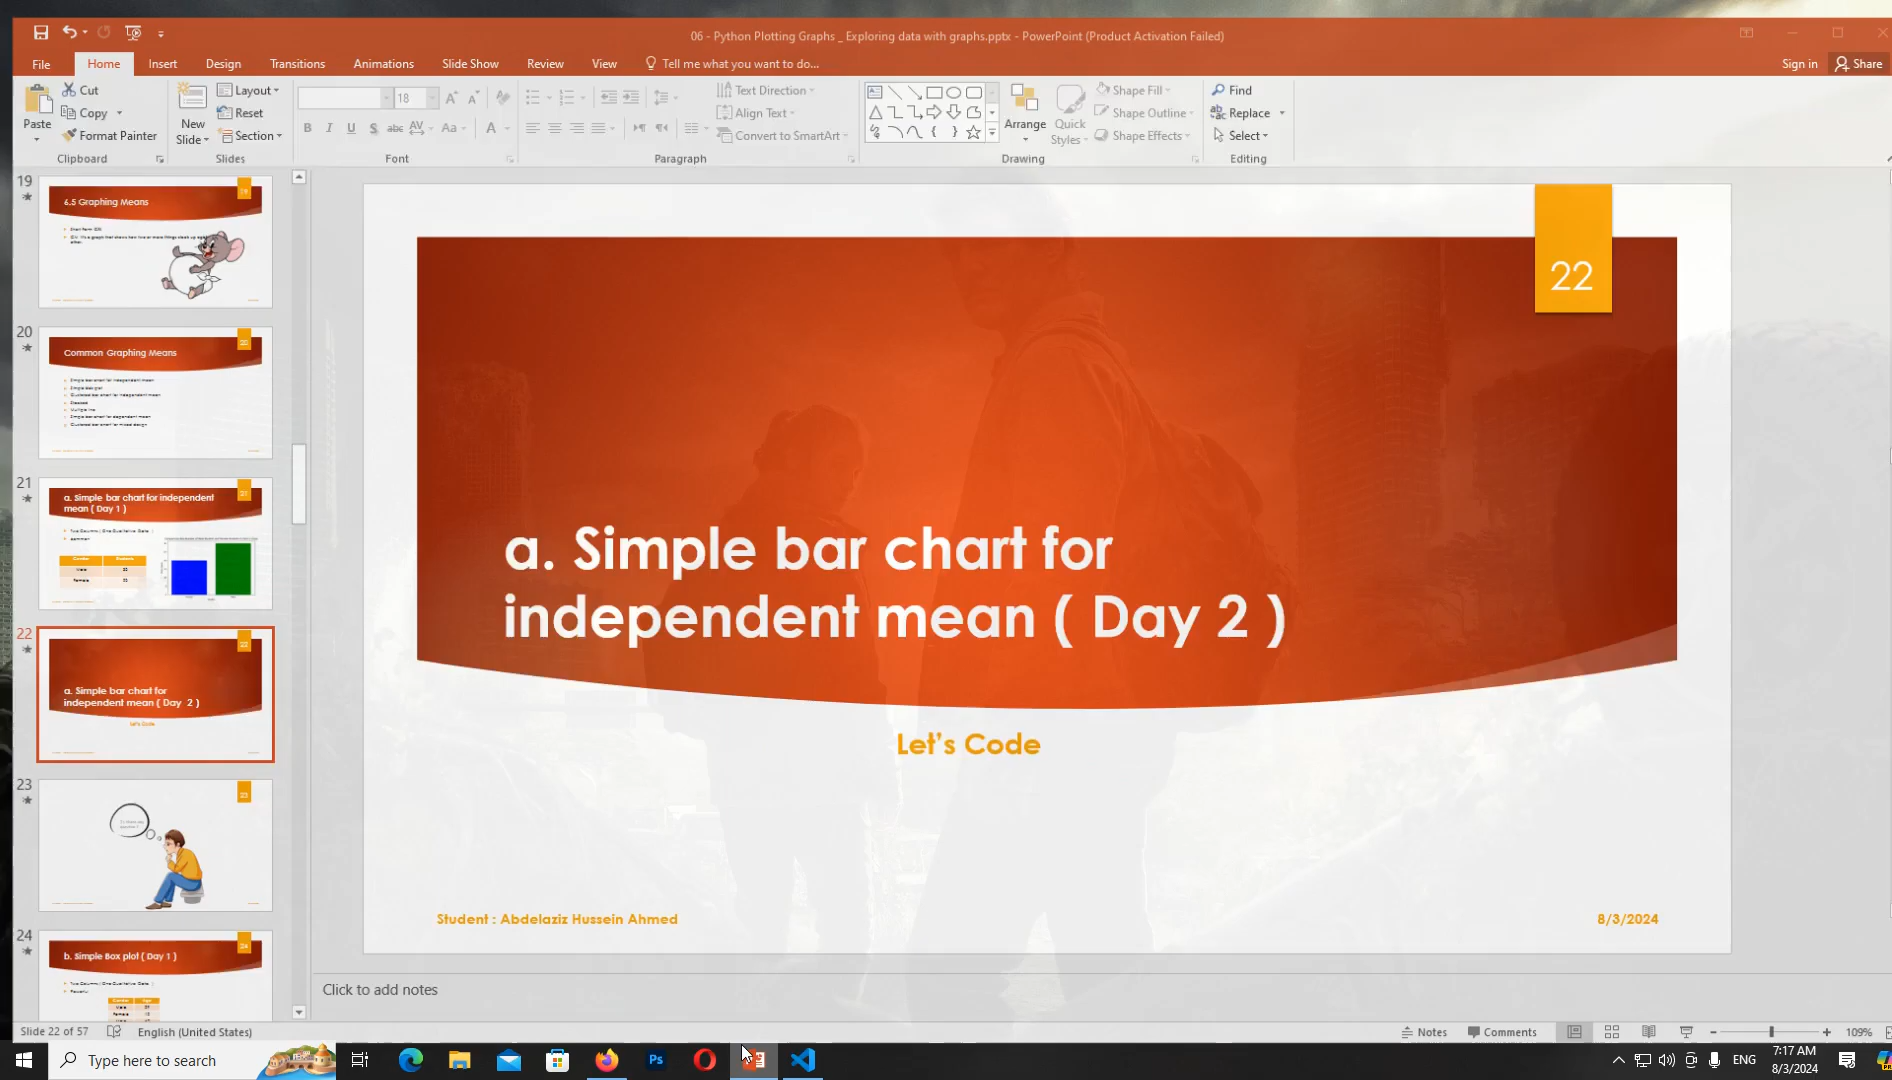 06 - Python Plotting Graphs _ Exploring data with graphs.pptx - PowerPoint (Product Activation Failed)
File
Home
Insert
Design
Transitions
Animations
Slide Show
Review
View
Tell me what you want to do...
Sign in
Share
Paste
Cut
Copy
Format Painter
Clipboard
New
Slide
Layout
Reset
Section
Slides
18
Font
Text Direction
Align Text
Convert to SmartArt
Paragraph
Arrange
Quick
Styles
Shape Fill
Shape Outline
Shape Effects
Drawing
Find
Replace
Select
Editing
19
6.5 Graphing Means
20
Common Graphing Means
21
a. Simple bar chart for independent
mean ( Day 1 )
22
a. Simple bar chart for
independent mean ( Day 2 )
Let's Code
23
24
b. Simple Box plot ( Day 1 )
22
a. Simple bar chart for
independent mean ( Day 2 )
Let's Code
Student : Abdelaziz Hussein Ahmed
8/3/2024
Click to add notes
Slide 22 of 57
English (United States)
Notes
Comments
109%
Type here to search
ENG
7:17 AM
8/3/2024